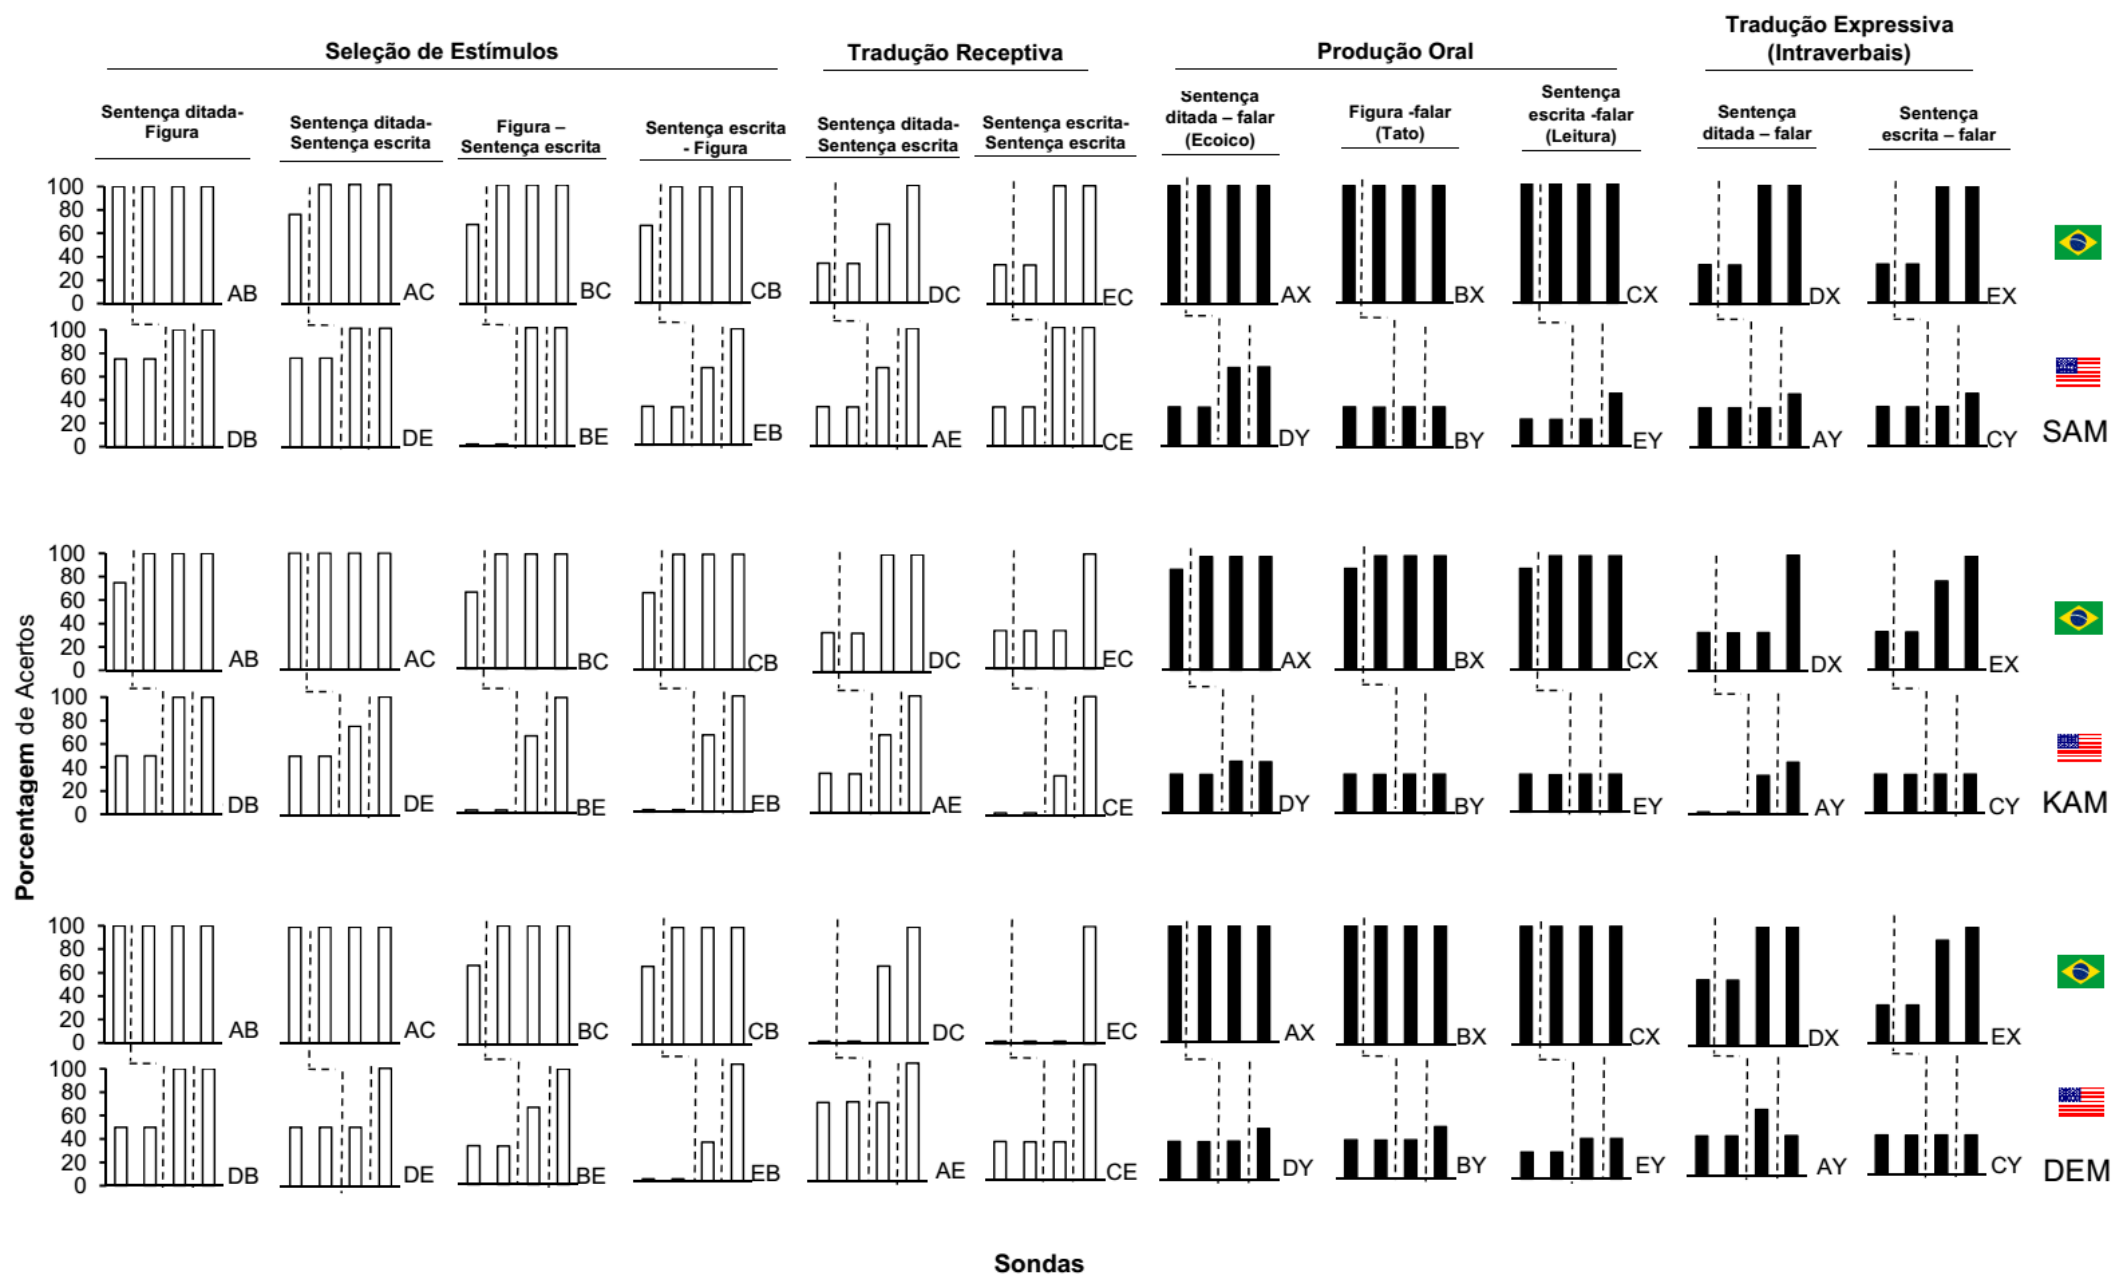 Seleção de Estímulos
Tradução Receptiva
Produção Oral
Tradução Expressiva
(Intraverbais)
Sentença ditada-
Figura
Sentença ditada-
Sentença escrita
Figura –
Sentença escrita
Sentença escrita
- Figura
Sentença ditada-
Sentença escrita
Sentença escrita-
Sentença escrita
Sentença
ditada – falar
(Ecoico)
Figura -falar
(Tato)
Sentença
escrita -falar
(Leitura)
Sentença
ditada – falar
Sentença
escrita – falar
Porcentagem de Acertos
100
80
60
40
20
0
AB AC BC CB DC EC AX BX CX DX EX
100
80
60
40
20
0
DB DE BE EB AE CE DY BY EY AY CY
SAM
100
80
60
40
20
0
AB AC BC CB DC EC AX BX CX DX EX
100
80
60
40
20
0
DB DE BE EB AE CE DY BY EY AY CY
KAM
100
80
60
40
20
0
AB AC BC CB DC EC AX BX CX DX EX
100
80
60
40
20
0
DB DE BE EB AE CE DY BY EY AY CY
DEM
Sondas